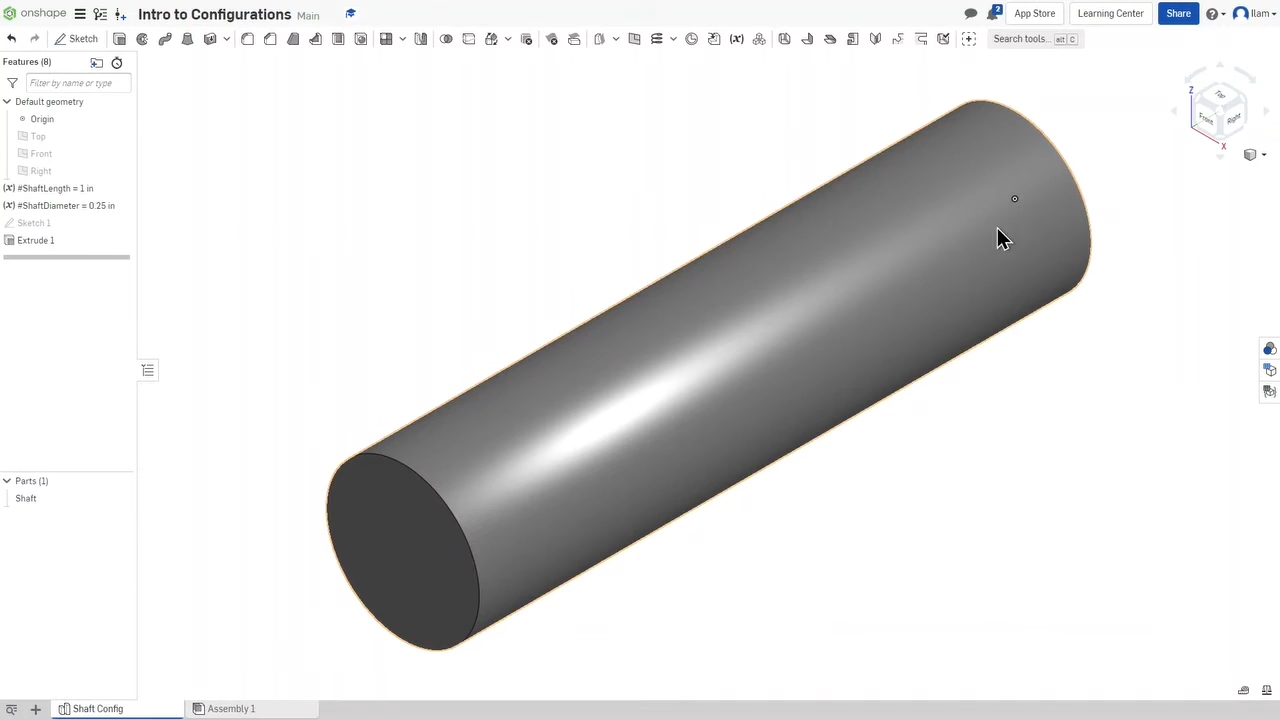 onshape Intro to Configurations Main 2 App Store Learning Center Share Ilam
Sketch Search tools... alt C
Features (8)
Filter by name or type
Default geometry
Origin
Top
Front
Right
(x) #ShaftLength = 1 in
(x) #ShaftDiameter = 0.25 in
Sketch 1
Extrude 1
Parts (1)
Shaft
Z
Top
Front
Right
X
Shaft Config Assembly 1